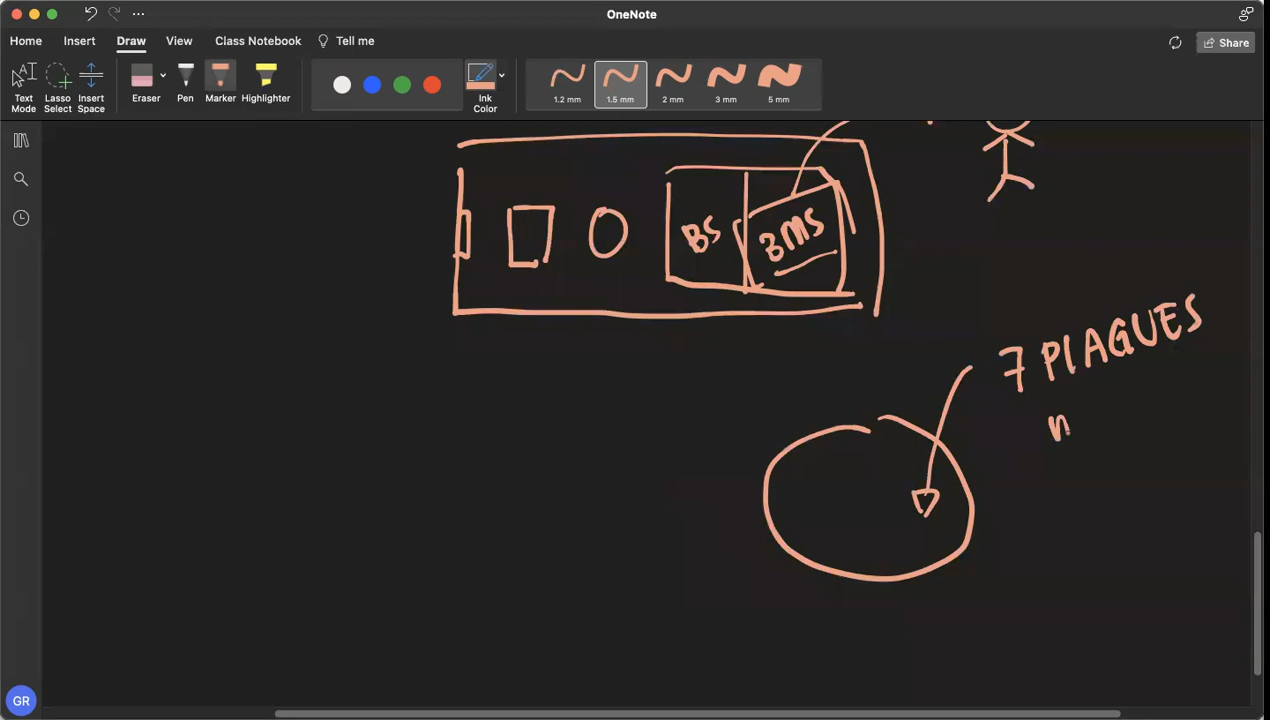 OneNote
Home Insert Draw View Class Notebook Tell me
Share
Text Mode
Lasso Select
Insert Space
Eraser
Pen
Marker
Highlighter
Ink Color
1.2 mm
1.5 mm
2 mm
3 mm
5 mm
BS
3MS
7 PLAGUES
GR